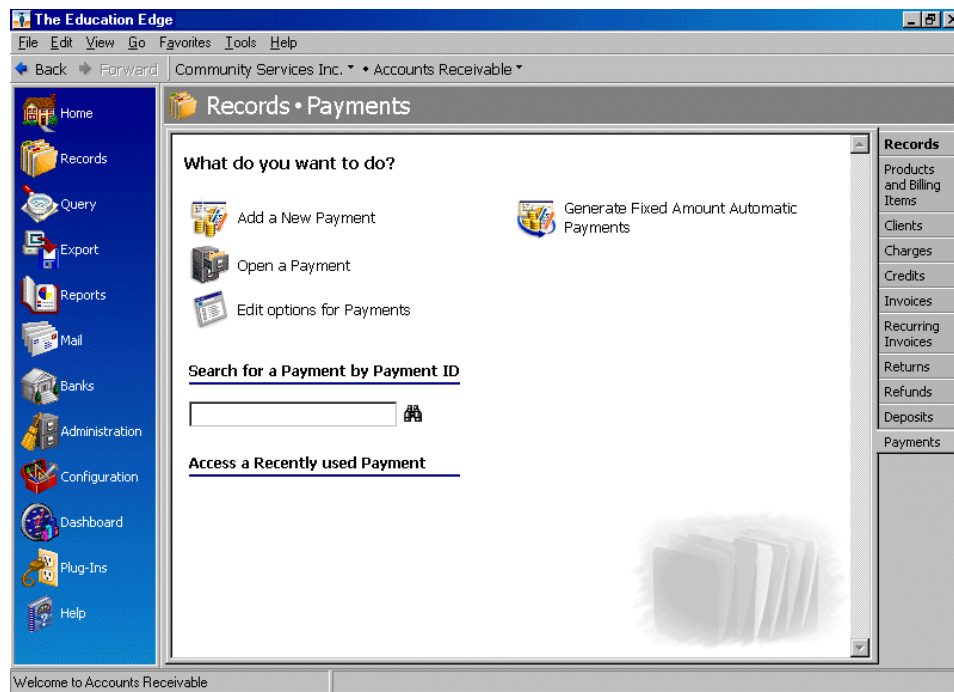 The Education Edge
File Edit View Go Favorites Tools Help
Back Forward Community Services Inc. • Accounts Receivable
Records • Payments
Home
Records
Query
Export
Reports
Mail
Banks
Administration
Configuration
Dashboard
Plug-Ins
Help
What do you want to do?
Add a New Payment
Open a Payment
Edit options for Payments
Generate Fixed Amount Automatic
Payments
Search for a Payment by Payment ID
Access a Recently used Payment
Records
Products
and Billing
Items
Clients
Charges
Credits
Invoices
Recurring
Invoices
Returns
Refunds
Deposits
Payments
Welcome to Accounts Receivable